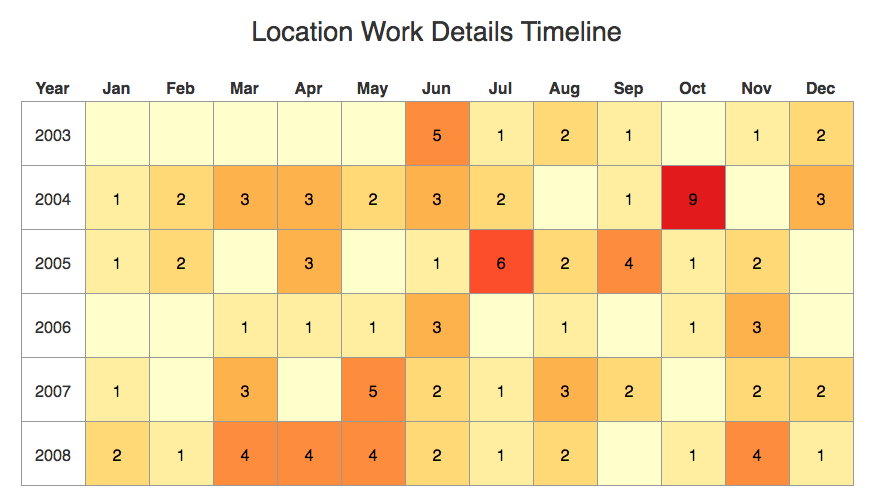 Location Work Details Timeline
Year Jan Feb Mar Apr May Jun Jul Aug Sep Oct Nov Dec
2003 5 1 2 1 1 2
2004 1 2 3 3 2 3 2 1 9 3
2005 1 2 3 1 6 2 4 1 2
2006 1 1 1 3 1 1 3
2007 1 3 5 2 1 3 2 2 2
2008 2 1 4 4 4 2 1 2 1 4 1